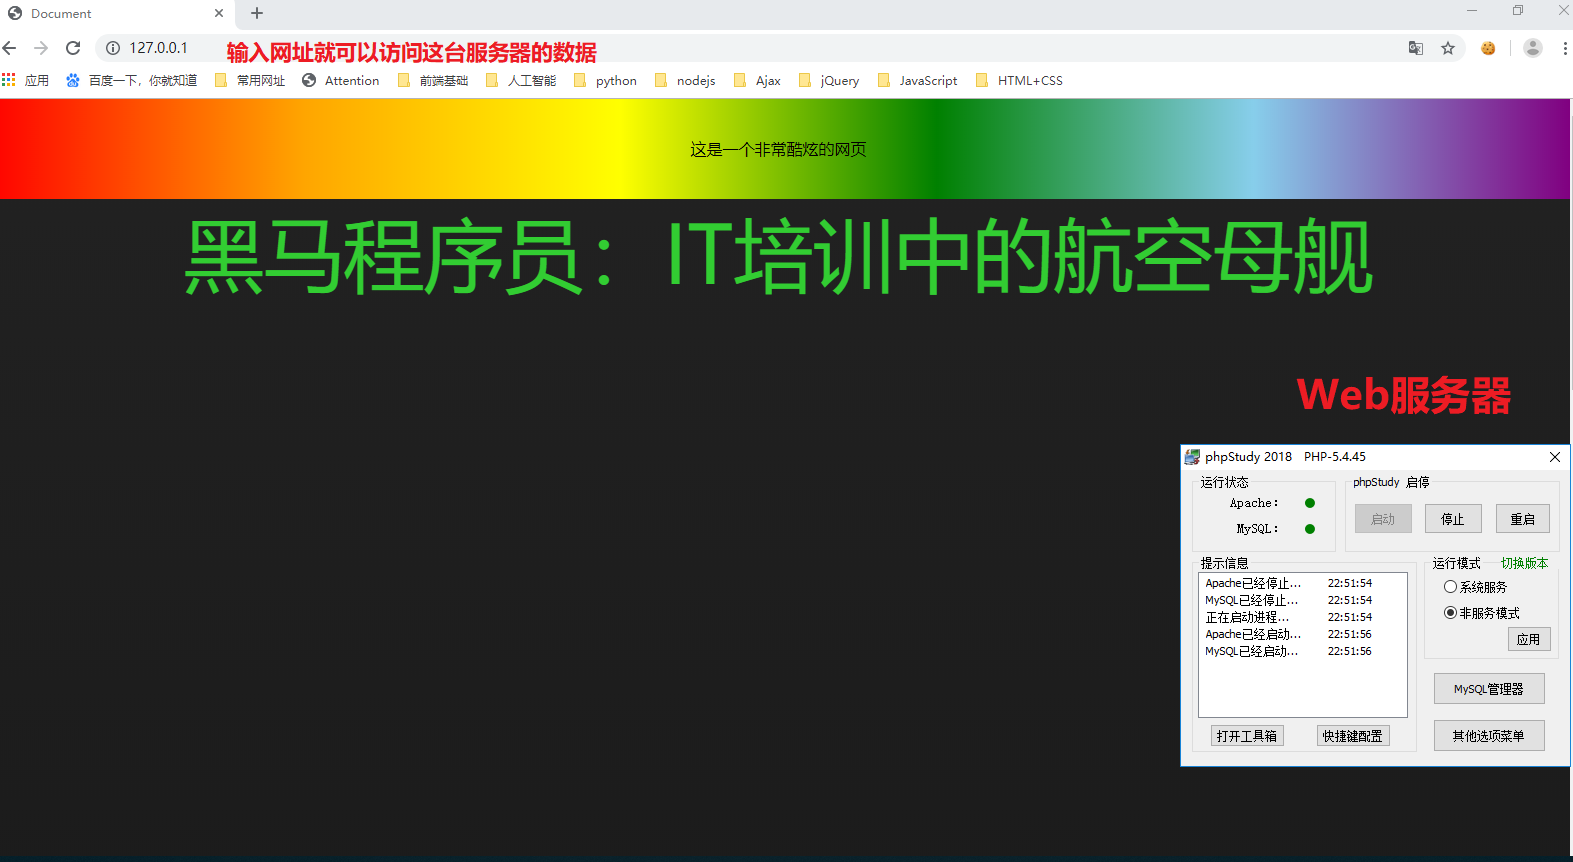 Document
127.0.0.1
输入网址就可以访问这台服务器的数据
应用 百度一下，你就知道 常用网址 Attention 前端基础 人工智能 python nodejs Ajax jQuery JavaScript HTML+CSS
这是一个非常酷炫的网页
黑马程序员：IT培训中的航空母舰
Web服务器
phpStudy 2018 PHP-5.4.45
运行状态
Apache:
MySQL:
phpStudy 启停
启动 停止 重启
提示信息
Apache已经停止... 22:51:54
MySQL已经停止... 22:51:54
正在启动进程... 22:51:54
Apache已经启动... 22:51:56
MySQL已经启动... 22:51:56
打开工具箱 快捷键配置
运行模式 切换版本
系统服务
非服务模式
应用
MySQL管理器
其他选项菜单